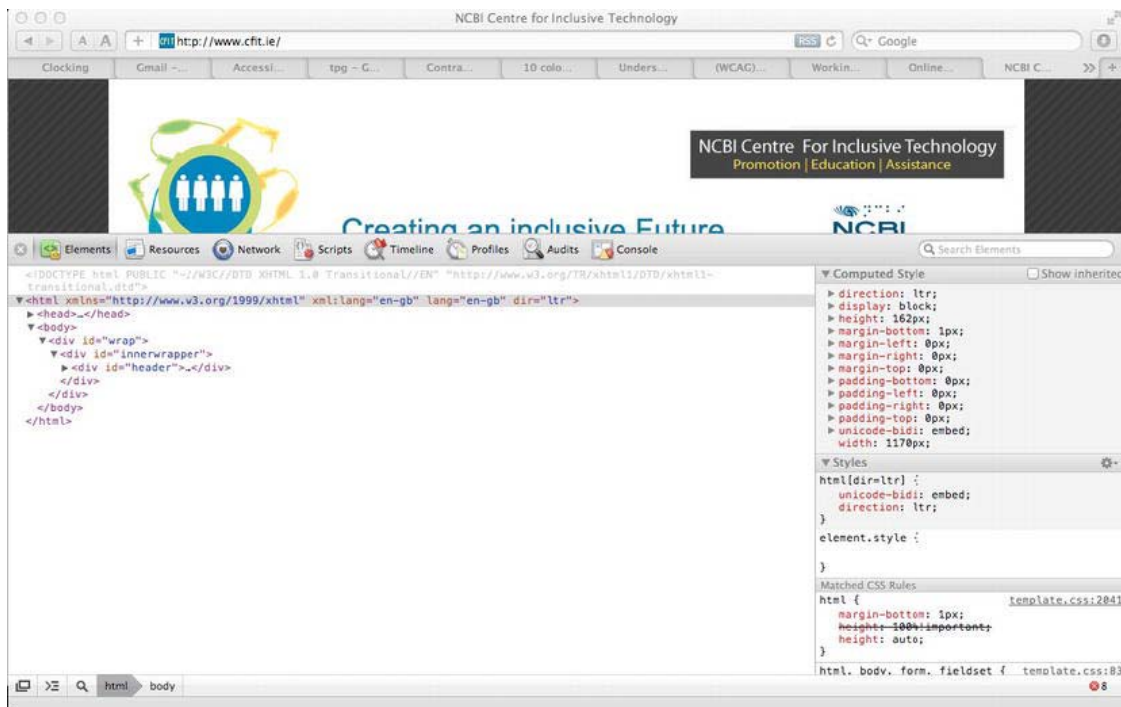 NCBI Centre for Inclusive Technology
A A + CFIT http://www.cfit.ie/ RSS Google
Clocking Gmail –... Accessi... tpg – G... Contra... 10 colo... Unders... (WCAG)... Workin... Online... NCBI C... >> +
NCBI Centre For Inclusive Technology
Promotion | Education | Assistance
Creating an inclusive Future
NCBI
Elements Resources Network Scripts Timeline Profiles Audits Console Search Elements
<!DOCTYPE html PUBLIC "-//W3C//DTD XHTML 1.0 Transitional//EN" "http://www.w3.org/TR/xhtml1/DTD/xhtml1-
transitional.dtd">
<html xmlns="http://www.w3.org/1999/xhtml" xml:lang="en-gb" lang="en-gb" dir="ltr">
<head>…</head>
<body>
<div id="wrap">
<div id="innerwrapper">
<div id="header">…</div>
</div>
</div>
</body>
</html>
Computed Style Show inherited
direction: ltr;
display: block;
height: 162px;
margin-bottom: 1px;
margin-left: 0px;
margin-right: 0px;
margin-top: 0px;
padding-bottom: 0px;
padding-left: 0px;
padding-right: 0px;
padding-top: 0px;
unicode-bidi: embed;
width: 1170px;
Styles
html[dir=ltr] {
unicode-bidi: embed;
direction: ltr;
}
element.style {
}
Matched CSS Rules
html { template.css:2041
margin-bottom: 1px;
height: 100%!important;
height: auto;
}
html, body, form, fieldset { template.css:83
html body 8